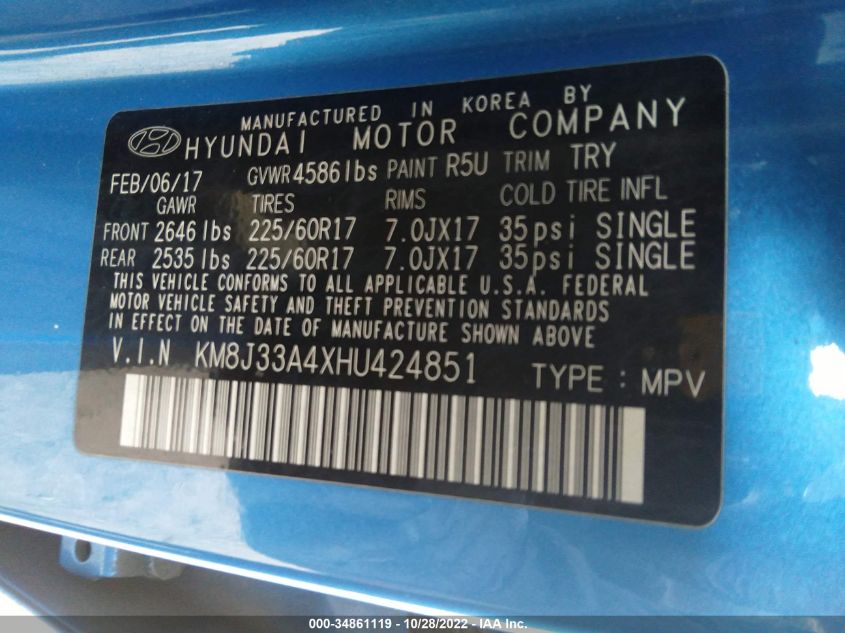 MANUFACTURED IN KOREA BY
HYUNDAI MOTOR COMPANY
FEB/06/17 GVWR 4586 lbs PAINT R5U TRIM TRY
GAWR TIRES RIMS COLD TIRE INFL
FRONT 2646 lbs 225/60R17 7.0JX17 35psi SINGLE
REAR 2535 lbs 225/60R17 7.0JX17 35psi SINGLE
THIS VEHICLE CONFORMS TO ALL APPLICABLE U.S.A. FEDERAL
MOTOR VEHICLE SAFETY AND THEFT PREVENTION STANDARDS
IN EFFECT ON THE DATE OF MANUFACTURE SHOWN ABOVE.
V.I.N KM8J33A4XHU424851 TYPE : MPV
000-34861119 - 10/28/2022 - IAA Inc.